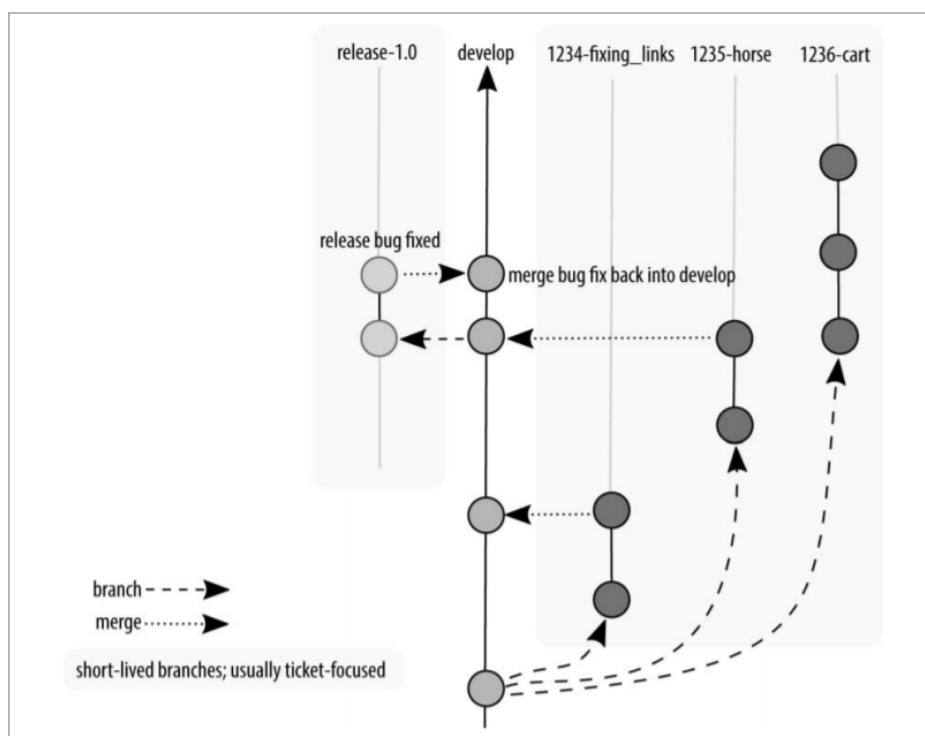 release-1.0
develop
1234-fixing_links
1235-horse
1236-cart
release bug fixed
merge bug fix back into develop
branch
merge
short-lived branches; usually ticket-focused